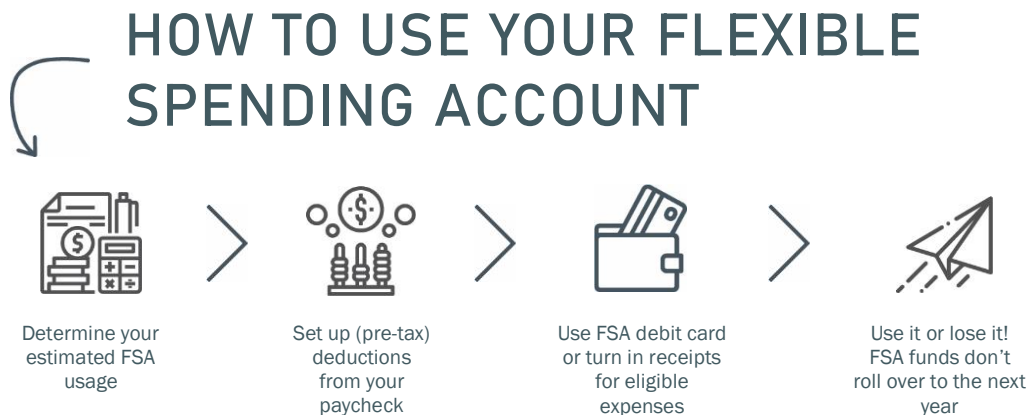 HOW TO USE YOUR FLEXIBLE
SPENDING ACCOUNT
Determine your
estimated FSA
usage
Set up (pre-tax)
deductions
from your
paycheck
Use FSA debit card
or turn in receipts
for eligible
expenses
Use it or lose it!
FSA funds don't
roll over to the next
year